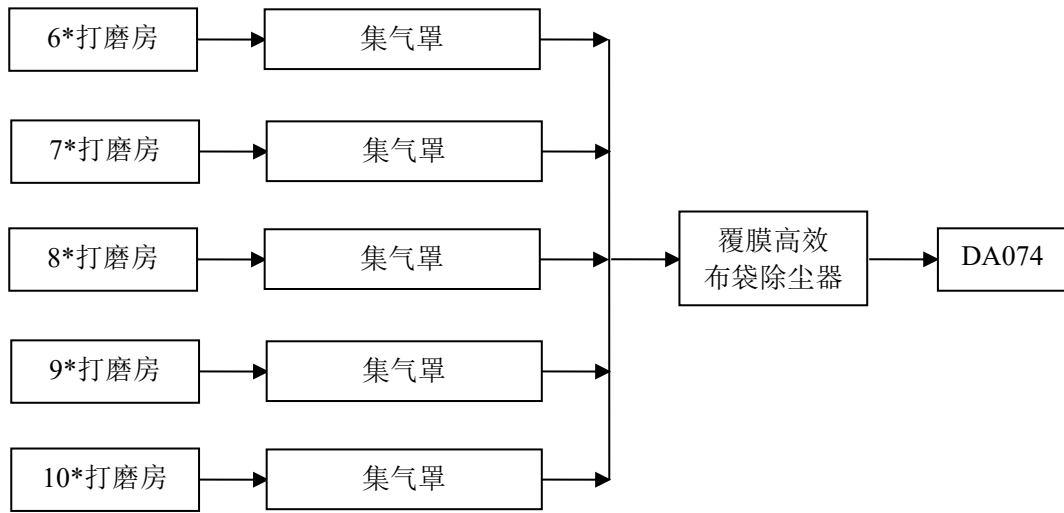 6*打磨房
集气罩
7*打磨房
集气罩
8*打磨房
集气罩
覆膜高效
布袋除尘器
DA074
9*打磨房
集气罩
10*打磨房
集气罩